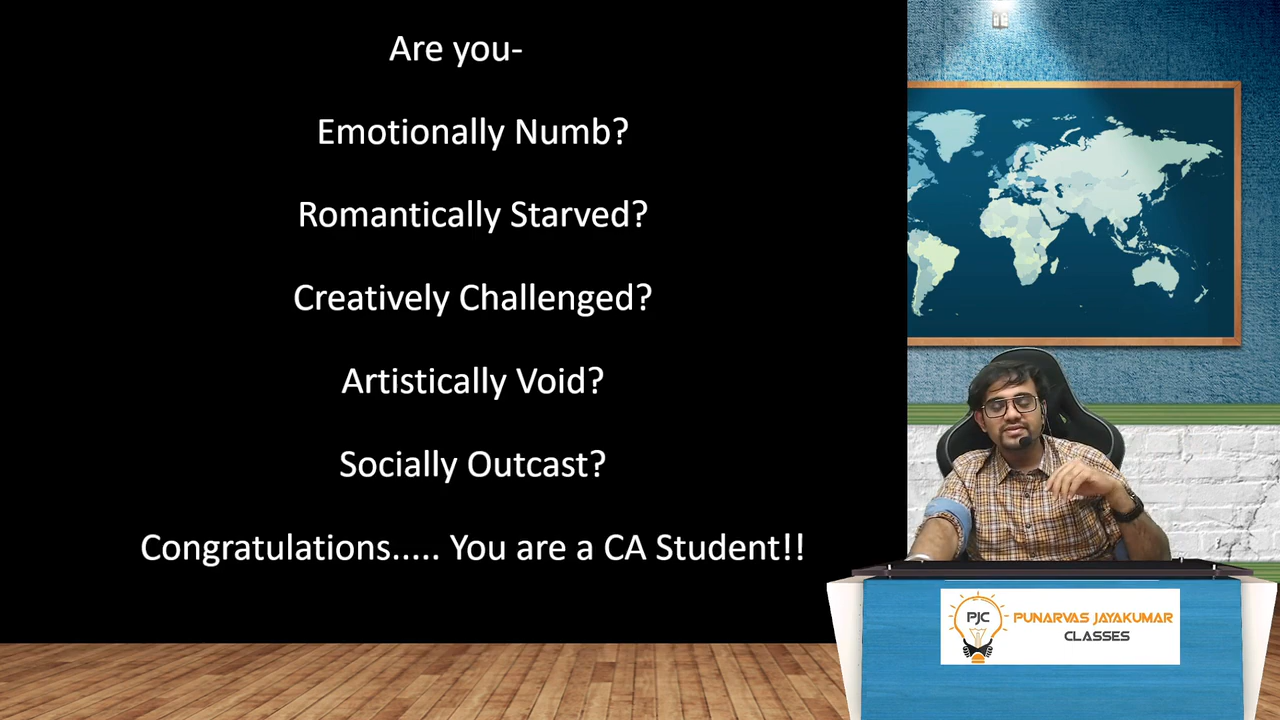 Are you-
Emotionally Numb?
Romantically Starved?
Creatively Challenged?
Artistically Void?
Socially Outcast?
Congratulations..... You are a CA Student!!
PJC
PUNARVAS JAYAKUMAR
CLASSES